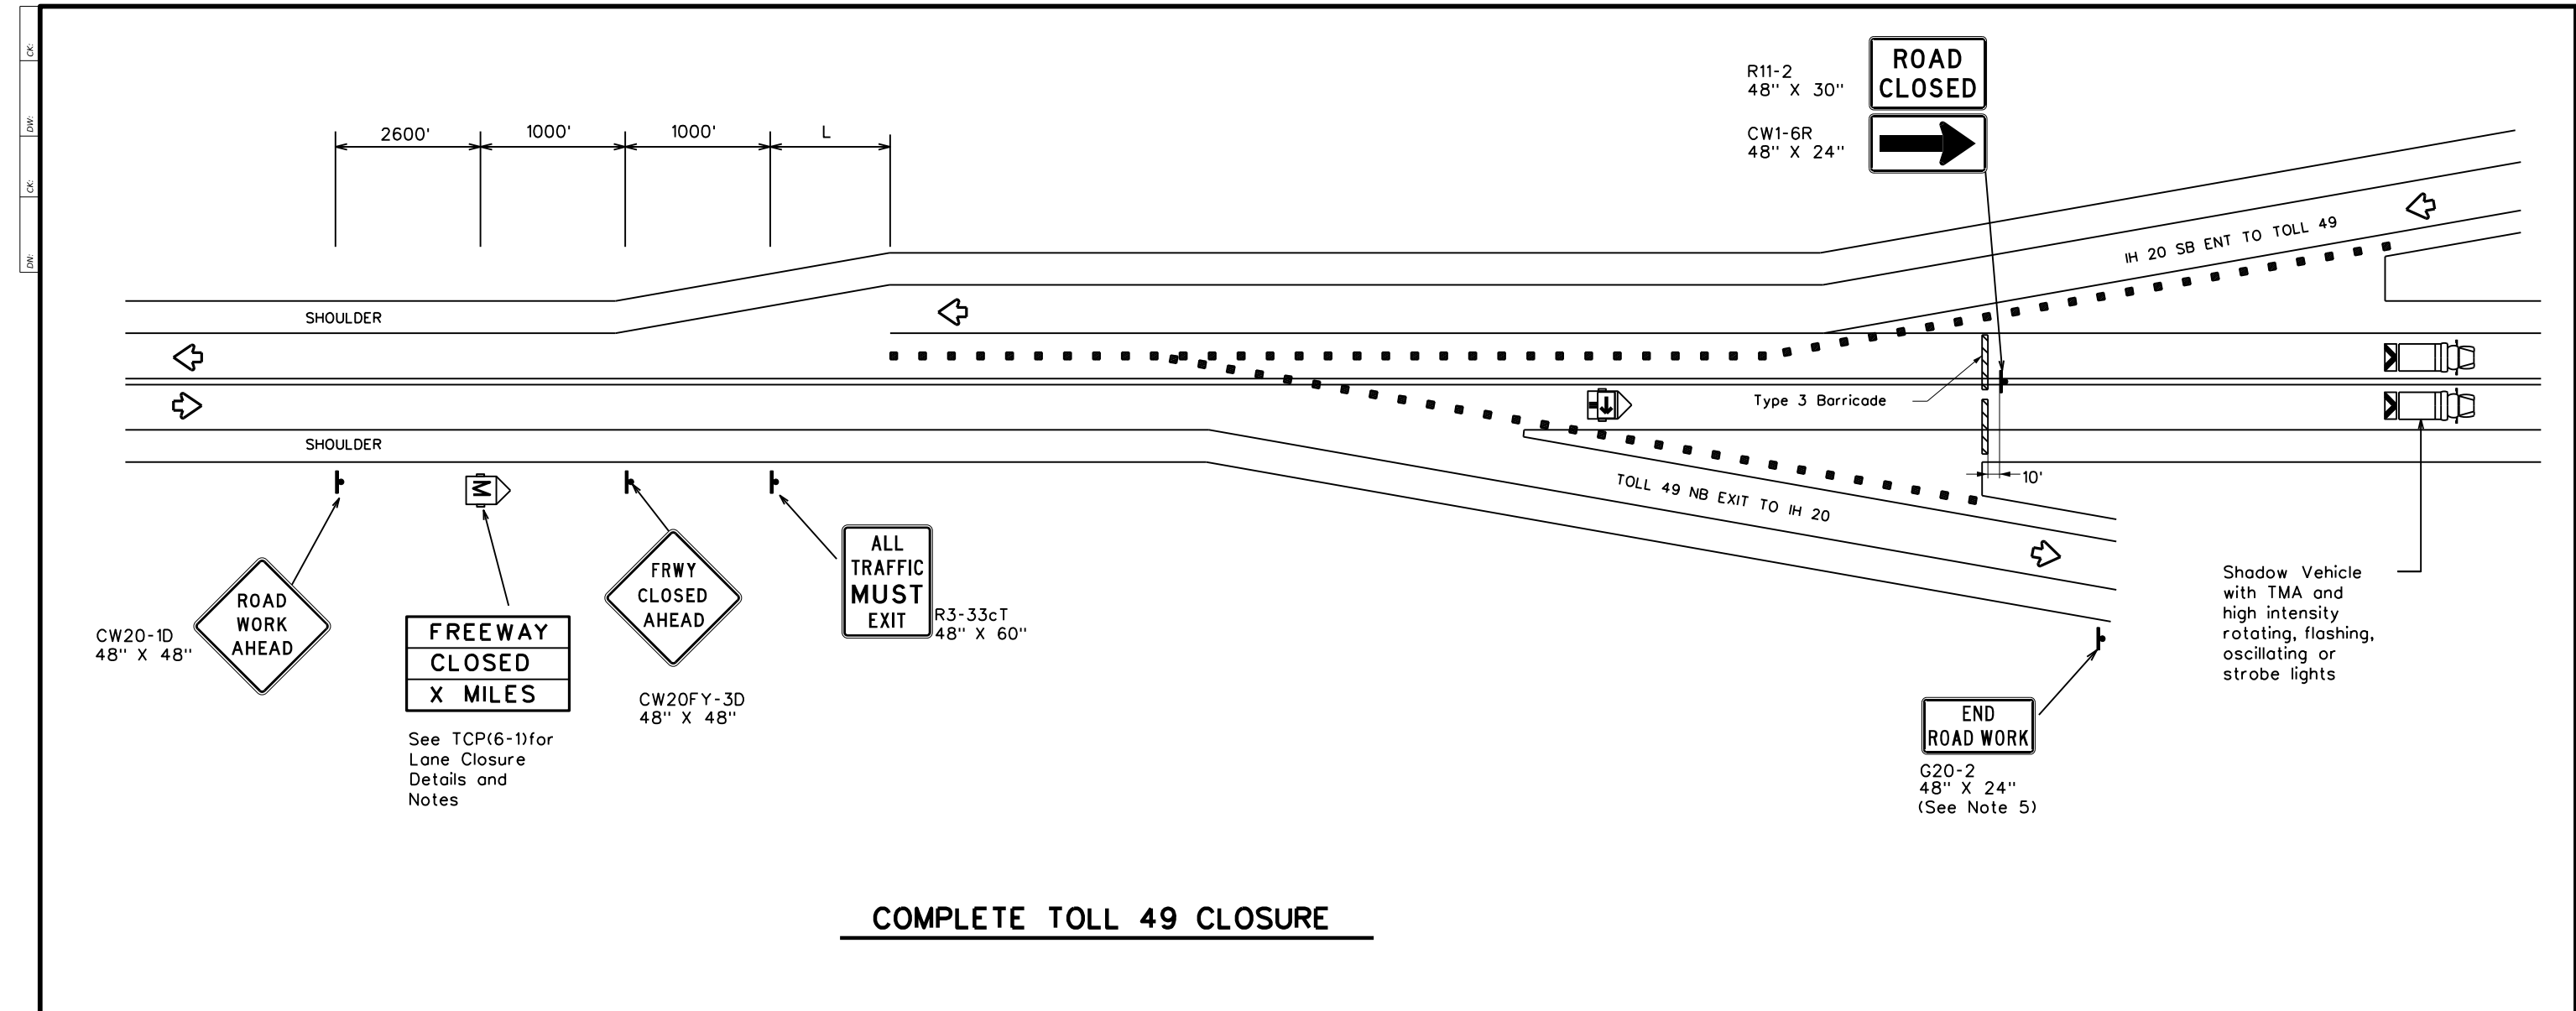 CK:
DW:
CK:
DN:
R11-2
48" X 30"
ROAD
CLOSED
CW1-6R
48" X 24"
2600'
1000'
1000'
L
IH 20 SB ENT TO TOLL 49
SHOULDER
Type 3 Barricade
SHOULDER
10'
TOLL 49 NB EXIT TO IH 20
M
CW20-1D
48" X 48"
ROAD
WORK
AHEAD
FREEWAY
CLOSED
X MILES
See TCP(6-1)for
Lane Closure
Details and
Notes
FRWY
CLOSED
AHEAD
CW20FY-3D
48" X 48"
ALL
TRAFFIC
MUST
EXIT
R3-33cT
48" X 60"
Shadow Vehicle
with TMA and
high intensity
rotating, flashing,
oscillating or
strobe lights
END
ROAD WORK
G20-2
48" X 24"
(See Note 5)
COMPLETE TOLL 49 CLOSURE